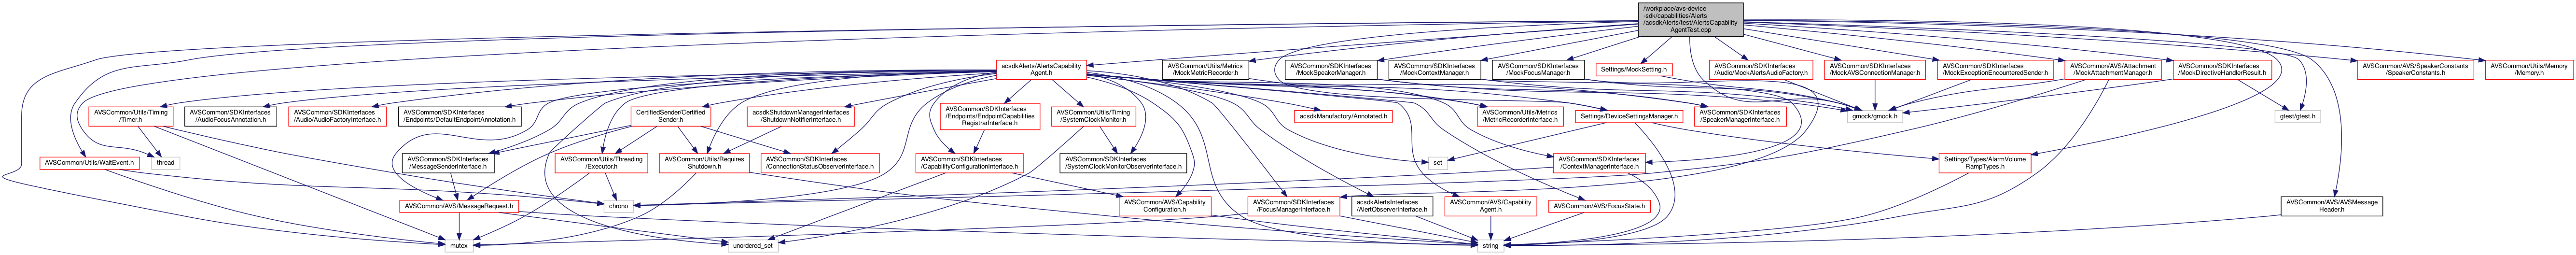 /workplace/avs-device
-sdk/capabilities/Alerts
/acsdkAlerts/test/AlertsCapability
AgentTest.cpp
acsdkAlerts/AlertsCapability
Agent.h
AVSCommon/Utils/Metrics
/MockMetricRecorder.h
AVSCommon/SDKInterfaces
/MockSpeakerManager.h
AVSCommon/SDKInterfaces
/MockContextManager.h
AVSCommon/SDKInterfaces
/MockFocusManager.h
Settings/MockSetting.h
AVSCommon/SDKInterfaces
/Audio/MockAlertsAudioFactory.h
AVSCommon/SDKInterfaces
/MockAVSConnectionManager.h
AVSCommon/SDKInterfaces
/MockExceptionEncounteredSender.h
AVSCommon/AVS/Attachment
/MockAttachmentManager.h
AVSCommon/SDKInterfaces
/MockDirectiveHandlerResult.h
AVSCommon/AVS/SpeakerConstants
/SpeakerConstants.h
AVSCommon/Utils/Memory
/Memory.h
AVSCommon/Utils/Timing
/Timer.h
AVSCommon/SDKInterfaces
/AudioFocusAnnotation.h
AVSCommon/SDKInterfaces
/Audio/AudioFactoryInterface.h
AVSCommon/SDKInterfaces
/Endpoints/DefaultEndpointAnnotation.h
CertifiedSender/Certified
Sender.h
acsdkShutdownManagerInterfaces
/ShutdownNotifierInterface.h
AVSCommon/SDKInterfaces
/Endpoints/EndpointCapabilities
RegistrarInterface.h
AVSCommon/Utils/Timing
/SystemClockMonitor.h
acsdkManufactory/Annotated.h
AVSCommon/Utils/Metrics
/MetricRecorderInterface.h
Settings/DeviceSettingsManager.h
AVSCommon/SDKInterfaces
/SpeakerManagerInterface.h
gmock/gmock.h
gtest/gtest.h
AVSCommon/Utils/WaitEvent.h
thread
AVSCommon/SDKInterfaces
/MessageSenderInterface.h
AVSCommon/Utils/Threading
/Executor.h
AVSCommon/Utils/Requires
Shutdown.h
AVSCommon/SDKInterfaces
/ConnectionStatusObserverInterface.h
AVSCommon/SDKInterfaces
/CapabilityConfigurationInterface.h
AVSCommon/SDKInterfaces
/SystemClockMonitorObserverInterface.h
set
AVSCommon/SDKInterfaces
/ContextManagerInterface.h
Settings/Types/AlarmVolume
RampTypes.h
AVSCommon/AVS/MessageRequest.h
chrono
AVSCommon/AVS/Capability
Configuration.h
AVSCommon/SDKInterfaces
/FocusManagerInterface.h
acsdkAlertsInterfaces
/AlertObserverInterface.h
AVSCommon/AVS/Capability
Agent.h
AVSCommon/AVS/FocusState.h
AVSCommon/AVS/AVSMessage
Header.h
mutex
unordered_set
string